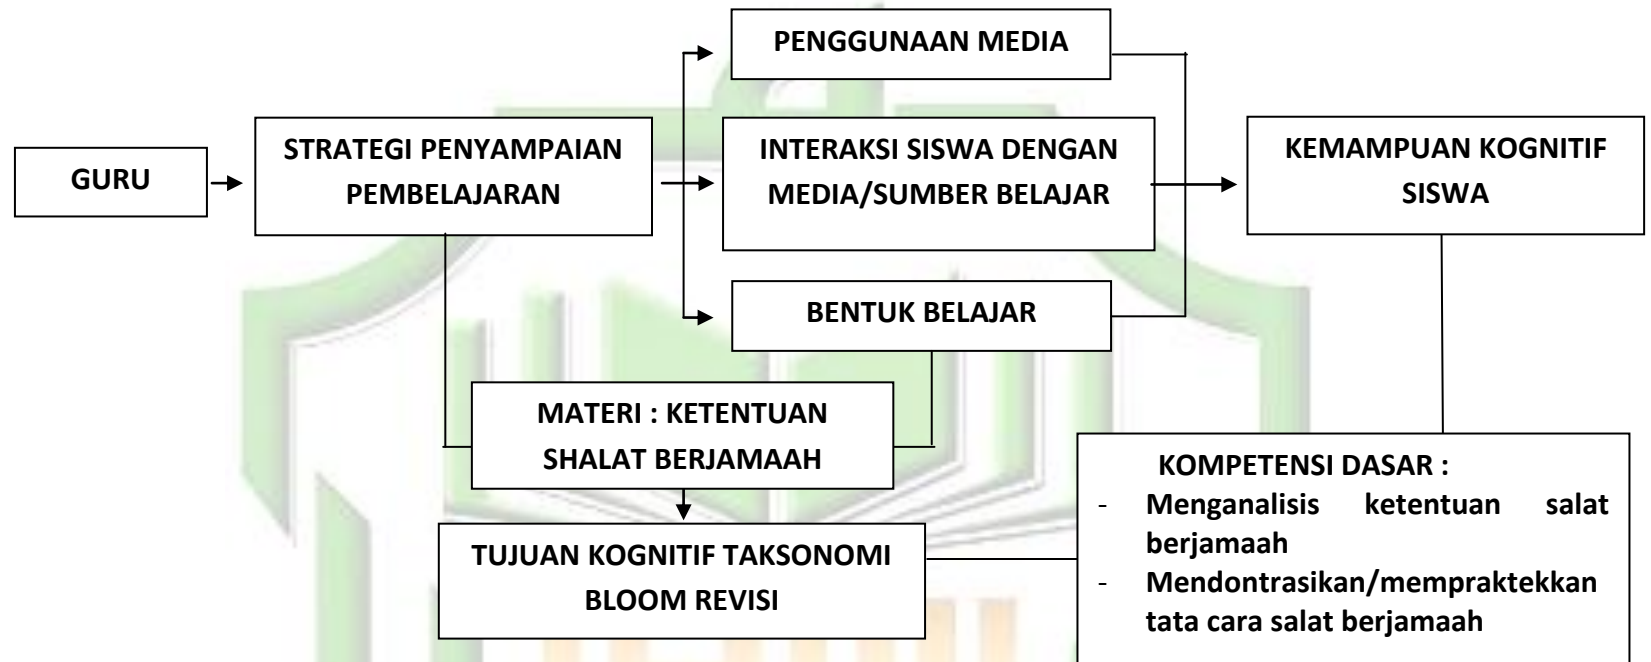 PENGGUNAAN MEDIA
GURU
STRATEGI PENYAMPAIAN
PEMBELAJARAN
INTERAKSI SISWA DENGAN
MEDIA/SUMBER BELAJAR
KEMAMPUAN KOGNITIF
SISWA
BENTUK BELAJAR
MATERI : KETENTUAN
SHALAT BERJAMAAH
TUJUAN KOGNITIF TAKSONOMI
BLOOM REVISI
KOMPETENSI DASAR :
- Menganalisis ketentuan salat
berjamaah
- Mendontrasikan/mempraktekkan
tata cara salat berjamaah